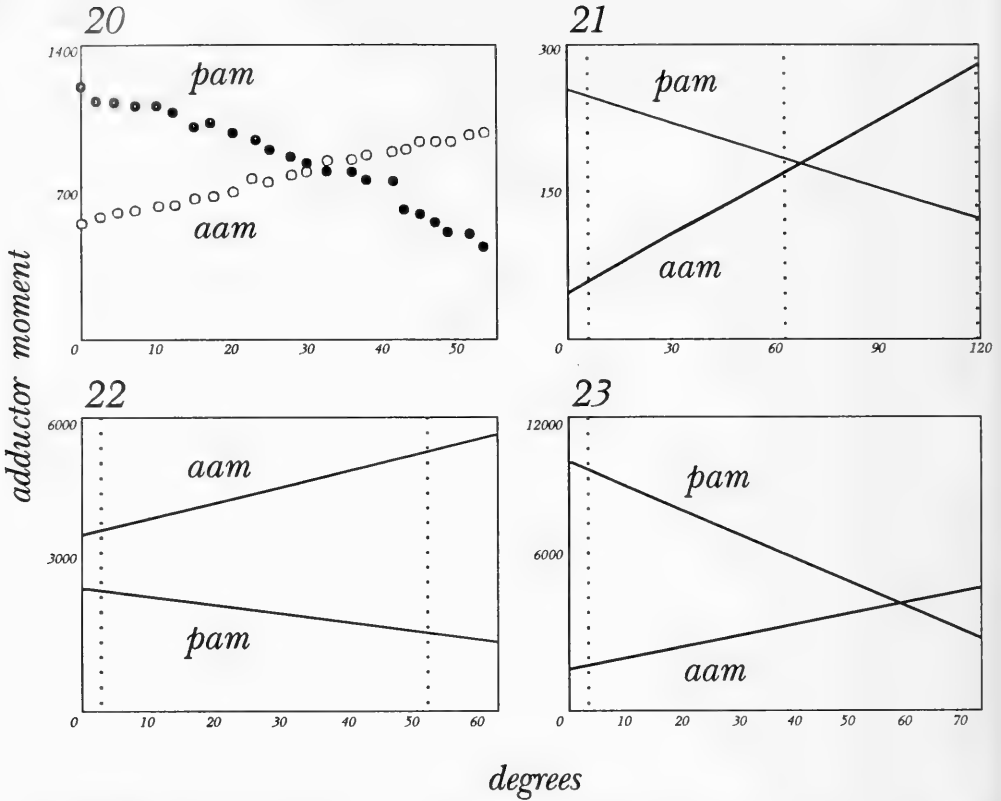 20
1400
700
pam
aam
0 10 20 30 40 50
21
300
150
pam
aam
0 30 60 90 120
adductor moment
22
6000
3000
aam
pam
0 10 20 30 40 50 60
23
12000
6000
pam
aam
0 10 20 30 40 50 60 70
degrees